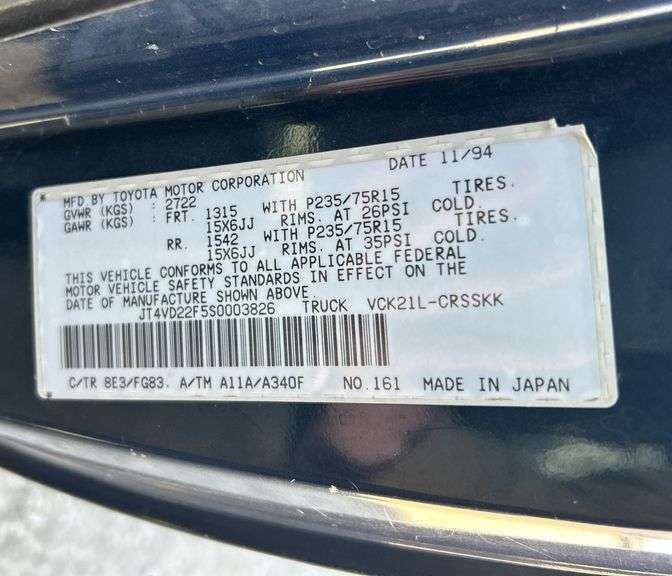 MFD BY TOYOTA MOTOR CORPORATION DATE 11/94
GVWR (KGS) : 2722
GAWR (KGS) : FRT. 1315 WITH P235/75R15 TIRES.
15X6JJ RIMS. AT 26PSI COLD.
RR. 1542 WITH P235/75R15 TIRES.
15X6JJ RIMS. AT 35PSI COLD.
THIS VEHICLE CONFORMS TO ALL APPLICABLE FEDERAL
MOTOR VEHICLE SAFETY STANDARDS IN EFFECT ON THE
DATE OF MANUFACTURE SHOWN ABOVE.
JT4VD22F5S0003826 TRUCK VCK21L-CRSSKK
C/TR 8E3/FG83. A/TM A11A/A340F NO.161 MADE IN JAPAN